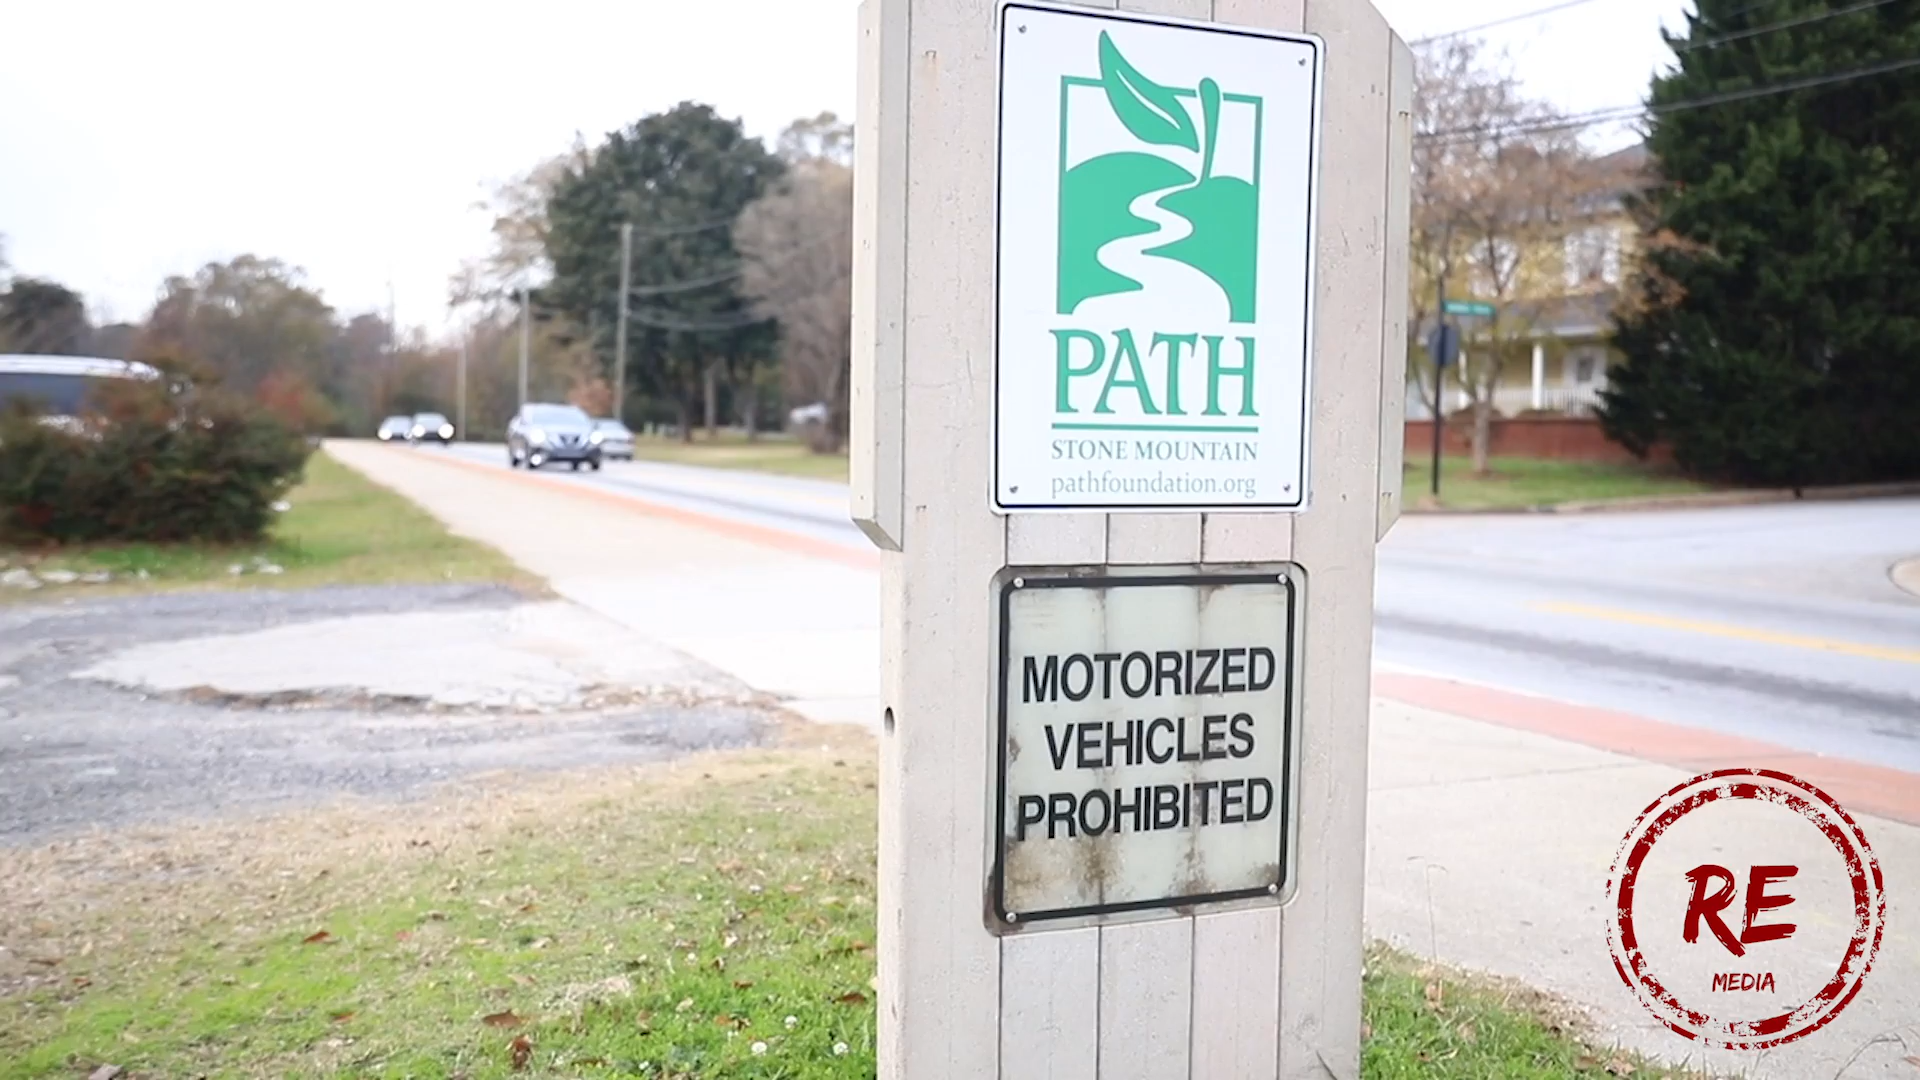 PATH
STONE MOUNTAIN
pathfoundation.org
MOTORIZED
VEHICLES
PROHIBITED
RE
MEDIA